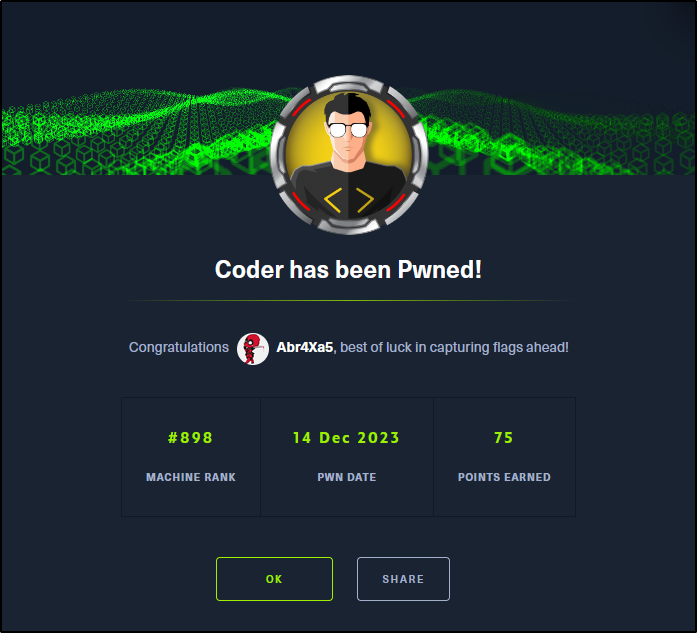 Coder has been Pwned!
Congratulations Abr4Xa5, best of luck in capturing flags ahead!
#898 14 Dec 2023 75
MACHINE RANK PWN DATE POINTS EARNED
OK SHARE